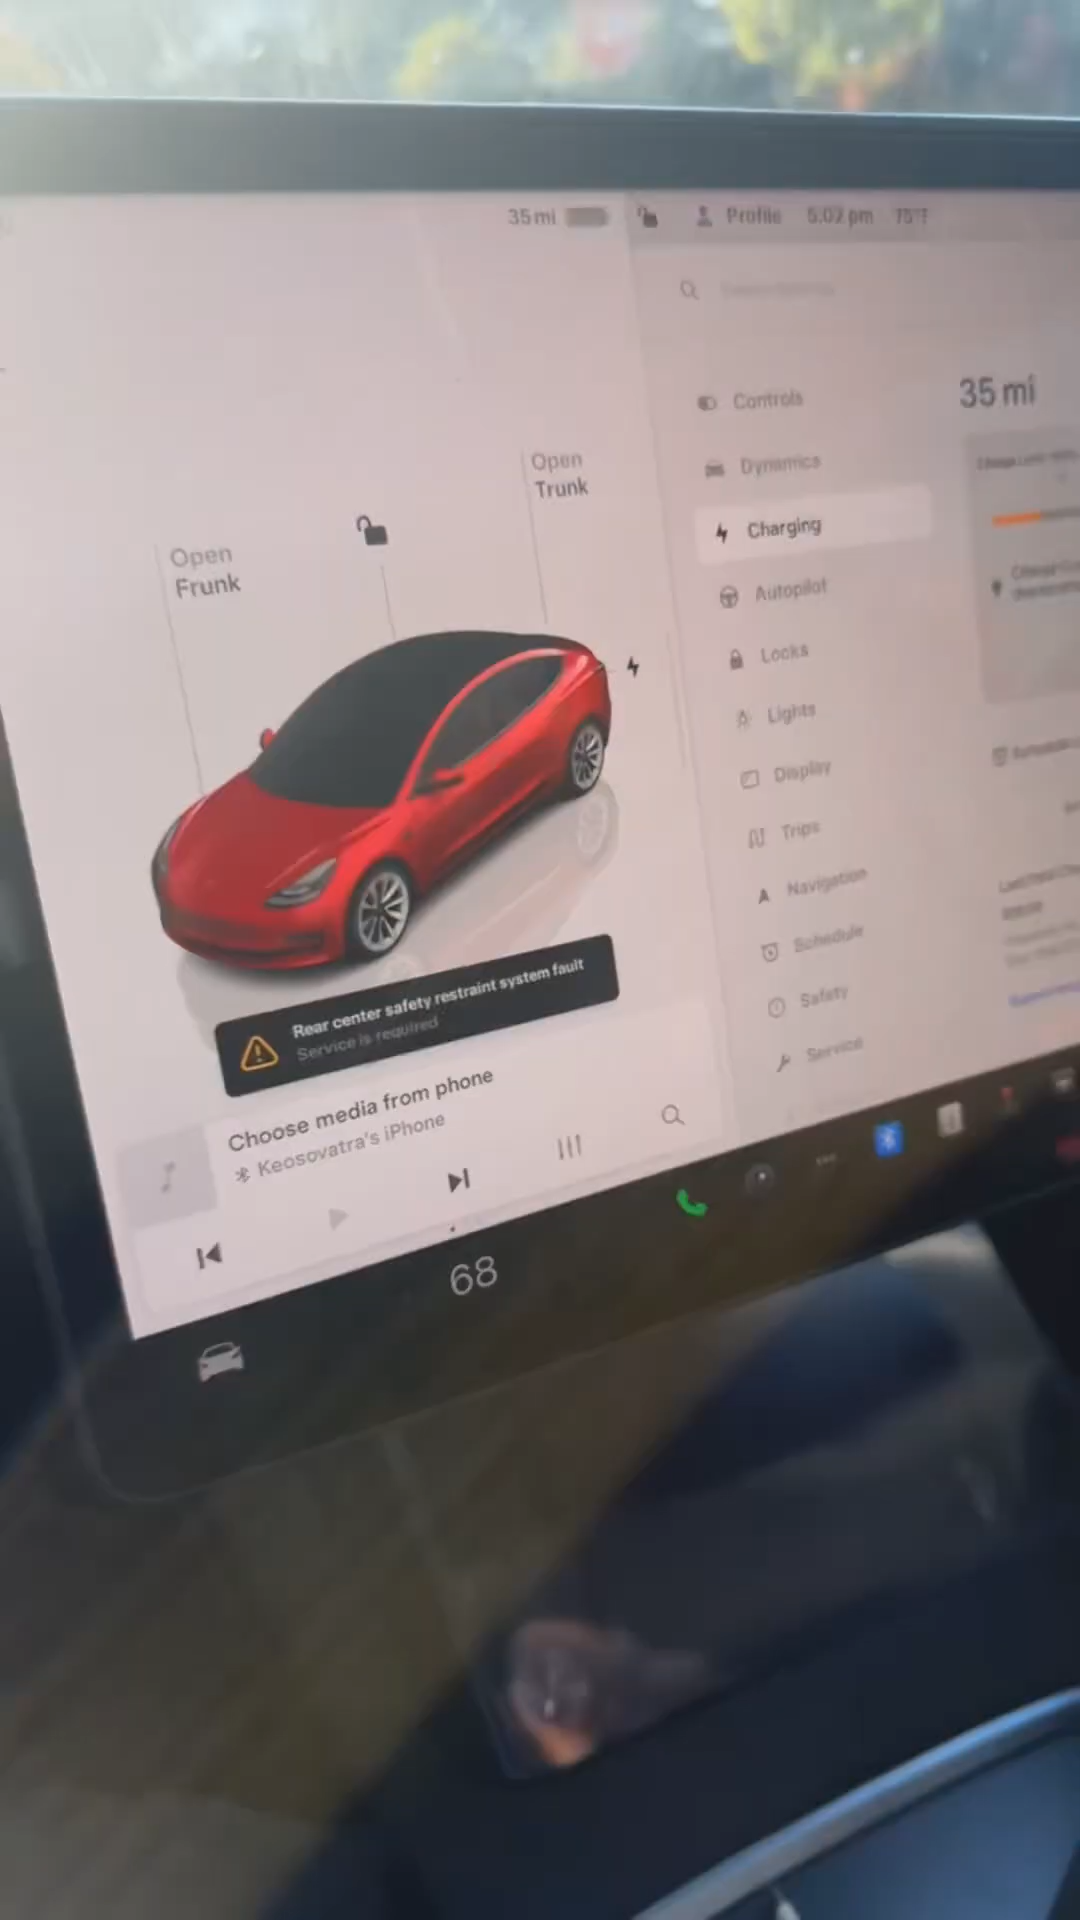 35 mi
Profile
5:02 pm
75°F
Controls
35 mi
Dynamics
Charging
Autopilot
Locks
Lights
Display
Trips
Navigation
Schedule
Safety
Service
Open
Trunk
Open
Frunk
Rear center safety restraint system fault
Service is required
Choose media from phone
Keosovatra's iPhone
68